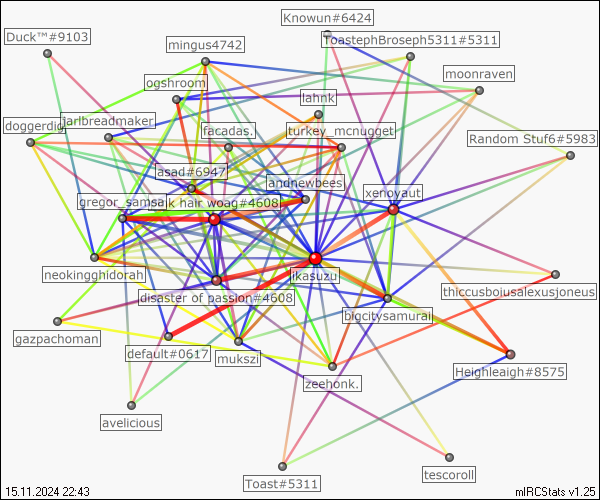 Knowun#6424
Duck™#9103
mingus4742
ToastephBroseph5311#5311
moonraven
ogshroom
lahnk
doggerdig
jarlbreadmaker
facadas.
turkey_mcnugget
Random Stuf6#5983
asad#6947
andnewbees
xenoyaut
gregor_samsa
hair woag#4608
neokingghidorah
jikasuzu
thiccusboiusalexusjoneus
disaster of passion#4608
bigcitysamurai
gazpachoman
default#0617
mukszi
Heighleaigh#8575
zeehonk.
avelicious
Toast#5311
tescoroll
15.11.2024 22:43
mIRCStats v1.25